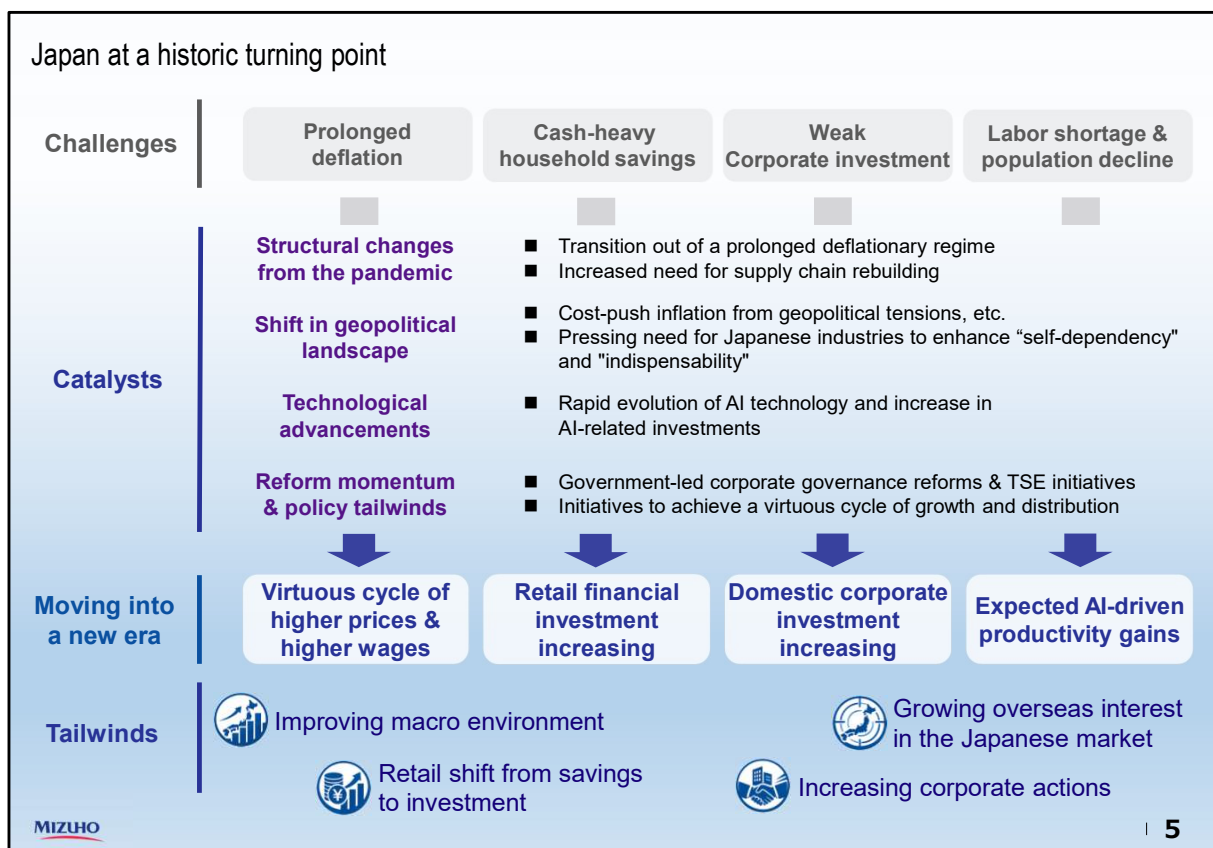 Japan at a historic turning point
Challenges
Prolonged
deflation
Cash-heavy
household savings
Weak
Corporate investment
Labor shortage &
population decline
Catalysts
Structural changes
from the pandemic
■ Transition out of a prolonged deflationary regime
■ Increased need for supply chain rebuilding
Shift in geopolitical
landscape
■ Cost-push inflation from geopolitical tensions, etc.
■ Pressing need for Japanese industries to enhance “self-dependency"
and "indispensability"
Technological
advancements
■ Rapid evolution of AI technology and increase in
AI-related investments
Reform momentum
& policy tailwinds
■ Government-led corporate governance reforms & TSE initiatives
■ Initiatives to achieve a virtuous cycle of growth and distribution
Moving into
a new era
Virtuous cycle of
higher prices &
higher wages
Retail financial
investment
increasing
Domestic corporate
investment
increasing
Expected AI-driven
productivity gains
Tailwinds
Improving macro environment
¥
Retail shift from savings
to investment
Growing overseas interest
in the Japanese market
Increasing corporate actions
MIZUHO
| 5